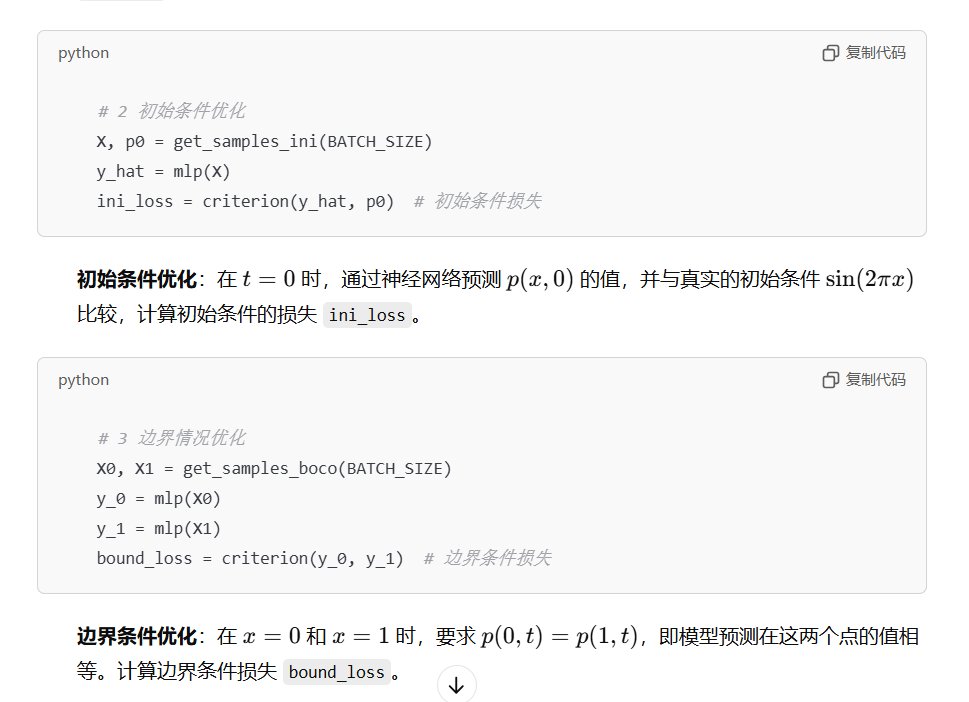 python
复制代码
# 2 初始条件优化
X, p0 = get_samples_ini(BATCH_SIZE)
y_hat = mlp(X)
ini_loss = criterion(y_hat, p0)  # 初始条件损失
初始条件优化：在 t = 0 时，通过神经网络预测 p(x, 0) 的值，并与真实的初始条件 sin(2πx)
比较，计算初始条件的损失 ini_loss。
python
复制代码
# 3 边界情况优化
X0, X1 = get_samples_boco(BATCH_SIZE)
y_0 = mlp(X0)
y_1 = mlp(X1)
bound_loss = criterion(y_0, y_1)  # 边界条件损失
边界条件优化：在 x = 0 和 x = 1 时，要求 p(0, t) = p(1, t)，即模型预测在这两个点的值相
等。计算边界条件损失 bound_loss。